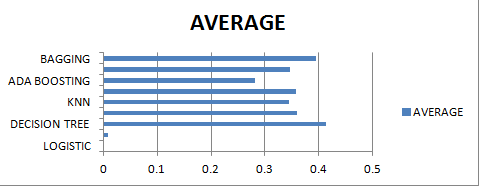 AVERAGE
BAGGING
ADA BOOSTING
KNN
DECISION TREE
LOGISTIC
AVERAGE
0 0.1 0.2 0.3 0.4 0.5